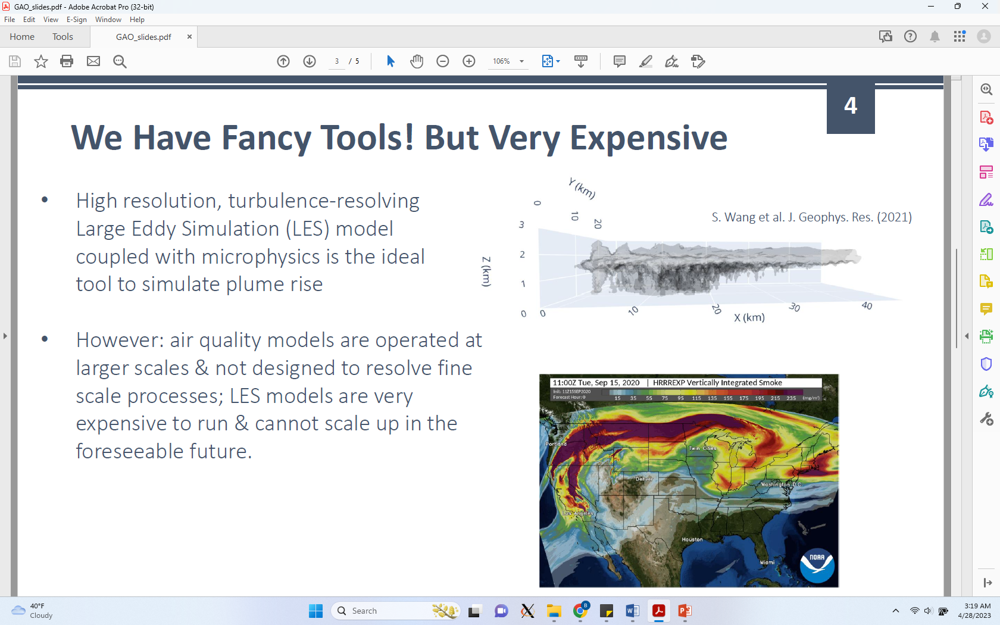 GAO_slides.pdf - Adobe Acrobat Pro (32-bit)
File Edit View E-Sign Window Help
Home Tools GAO_slides.pdf ×
3 / 5 106%
4
We Have Fancy Tools! But Very Expensive
• High resolution, turbulence-resolving
Large Eddy Simulation (LES) model
coupled with microphysics is the ideal
tool to simulate plume rise
• However: air quality models are operated at
larger scales & not designed to resolve fine
scale processes; LES models are very
expensive to run & cannot scale up in the
foreseeable future.
S. Wang et al. J. Geophys. Res. (2021)
Y (km)
0 10 20
Z (km)
3
2
1
0
0 10 20 30 40
X (km)
11:00Z Tue, Sep 15, 2020 | HRRREXP Vertically Integrated Smoke
Init: 11Z15SEP2020
Forecast Hour: 0
15 35 55 75 95 115 135 155 175 195 215 235 (mg/m²)
Portland
Twin Cities
Denver
Washington D.C.
Los Angeles
Houston
Miami
NOAA
40°F
Cloudy
Search
B
3:19 AM
4/28/2023